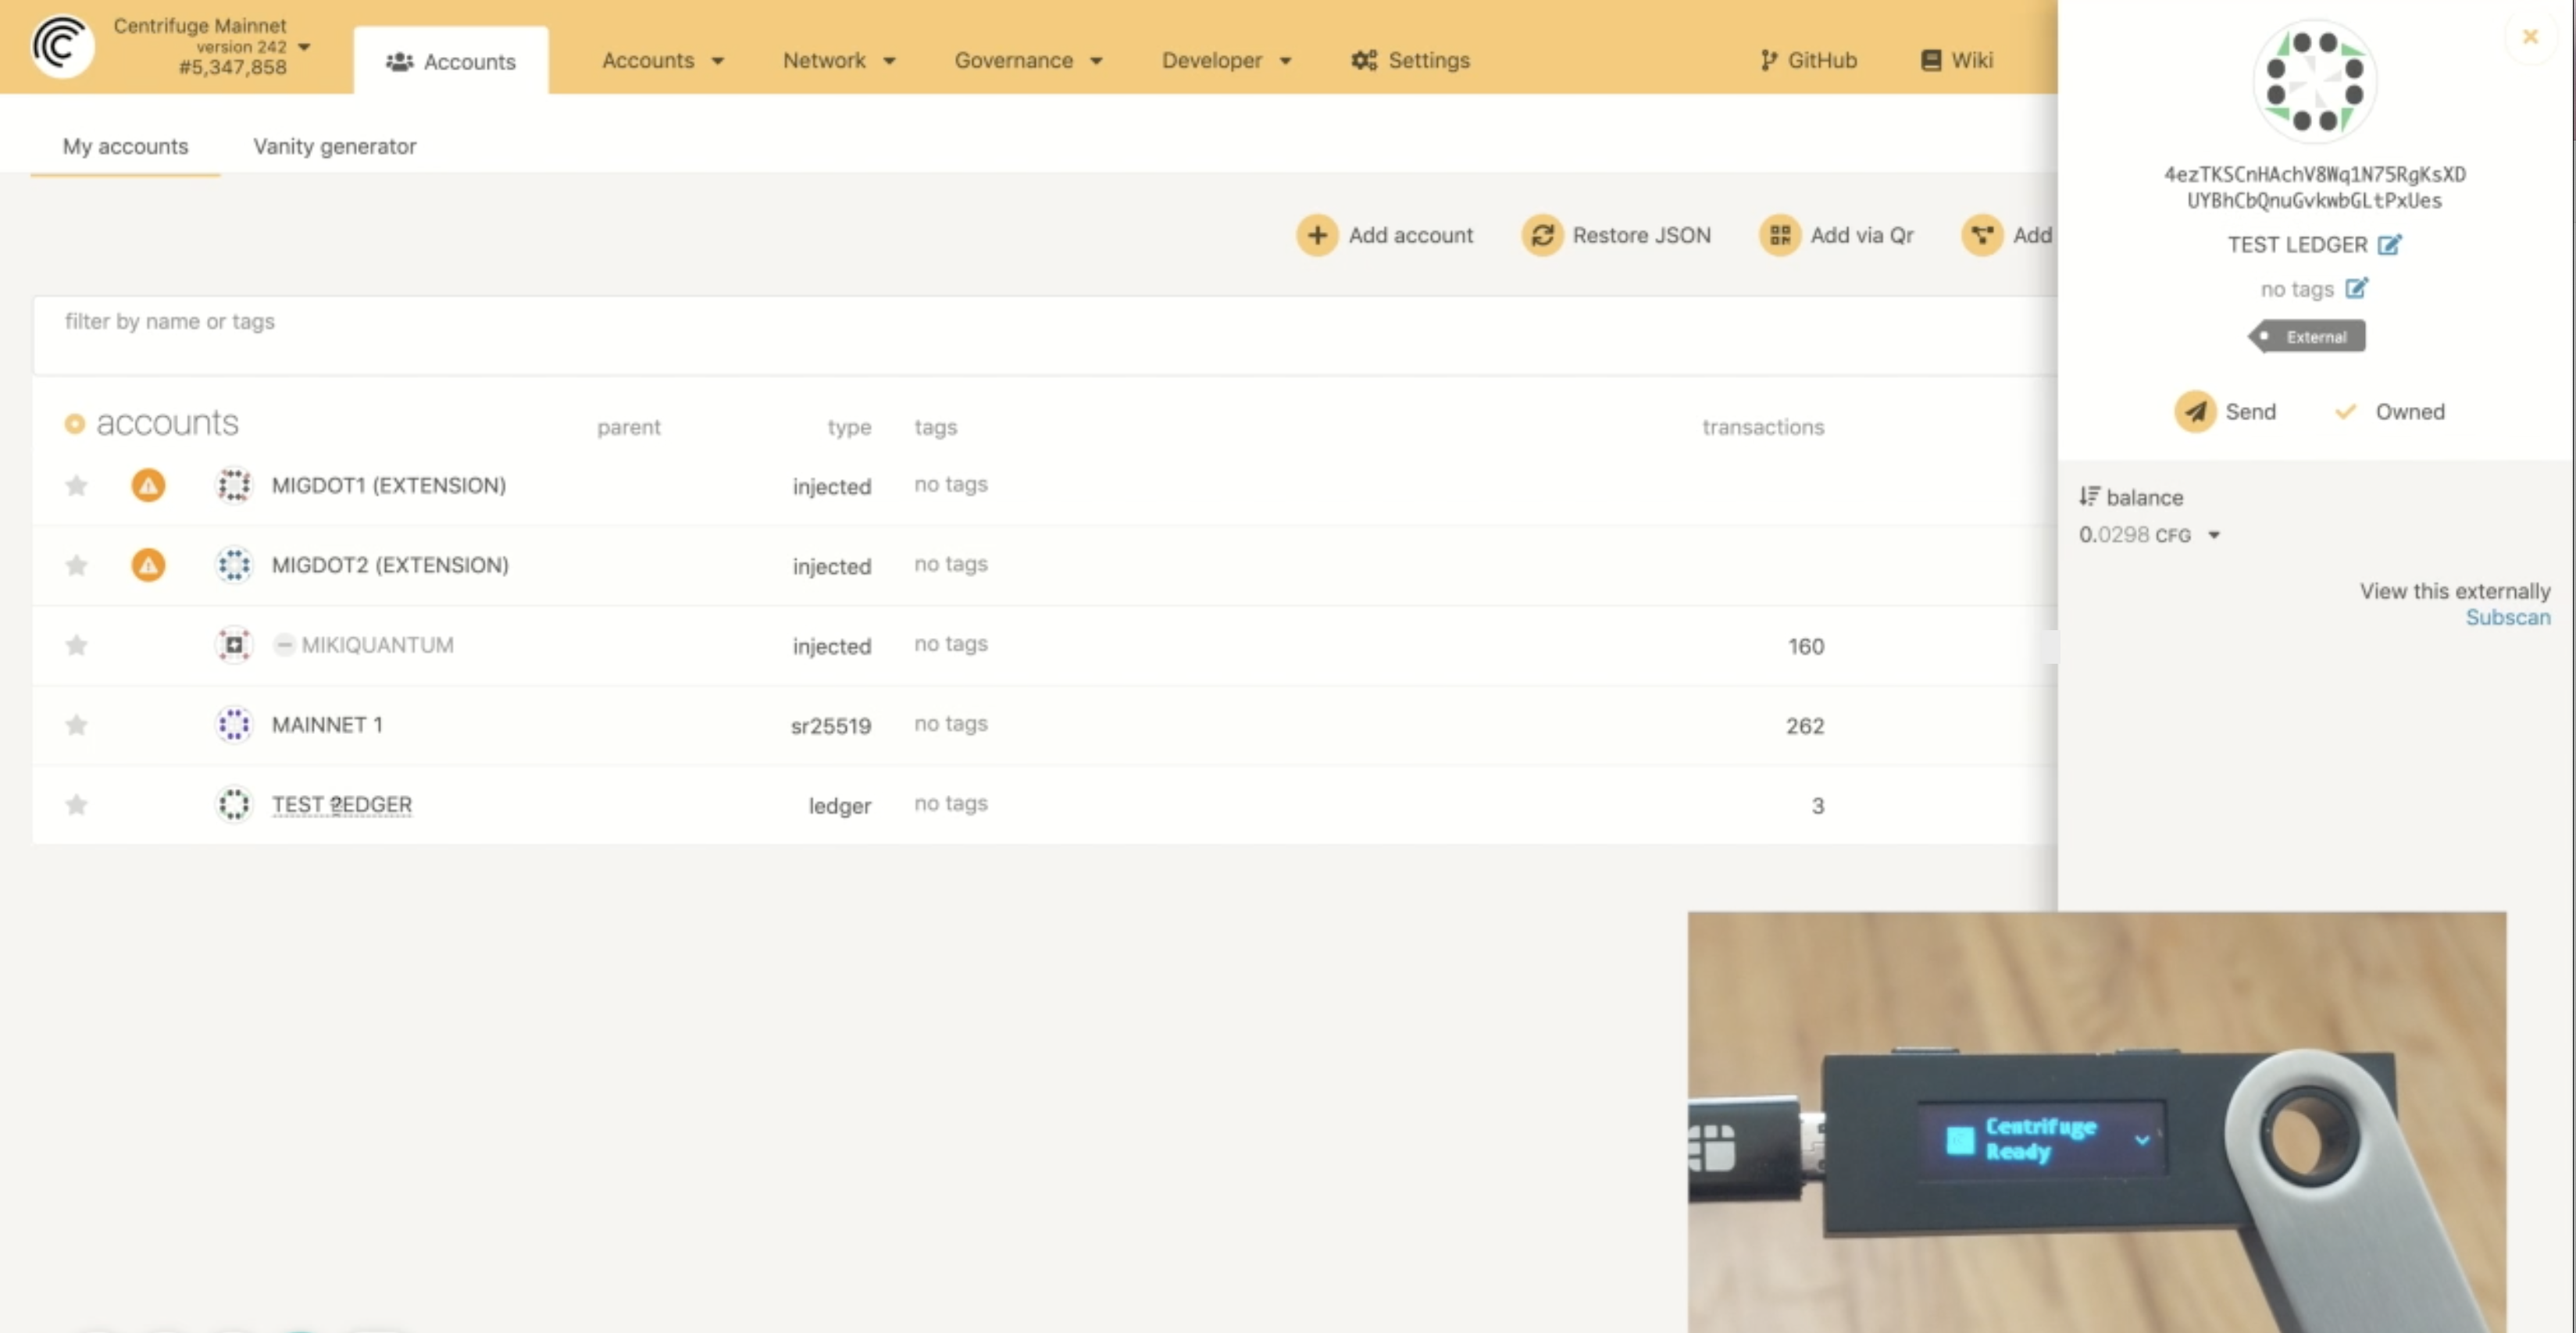 Centrifuge Mainnet
version 242
#5,347,858
Accounts
Accounts
Network
Governance
Developer
Settings
GitHub
Wiki
My accounts
Vanity generator
Add account
Restore JSON
Add via Qr
Add
filter by name or tags
accounts parent type tags transactions
MIGDOT1 (EXTENSION) injected no tags
MIGDOT2 (EXTENSION) injected no tags
MIKIQUANTUM injected no tags 160
MAINNET 1 sr25519 no tags 262
TEST LEDGER ledger no tags 3
4ezTKSCnHAchV8Wq1N75RgKsXD
UYBhCbQnuGvkwbGLtPxUes
TEST LEDGER
no tags
External
Send
Owned
balance
0.0298 CFG
View this externally
Subscan
Centrifuge
Ready